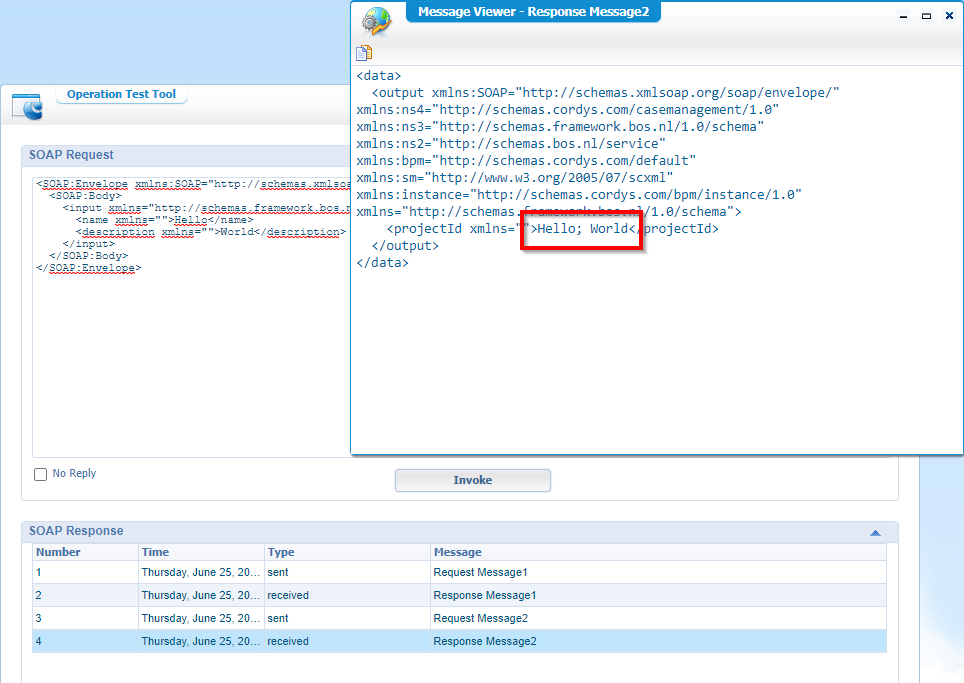 Message Viewer - Response Message2
<data>
<output xmlns:SOAP="http://schemas.xmlsoap.org/soap/envelope/"
xmlns:ns4="http://schemas.cordys.com/casemanagement/1.0"
xmlns:ns3="http://schemas.framework.bos.nl/1.0/schema"
xmlns:ns2="http://schemas.bos.nl/service"
xmlns:bpm="http://schemas.cordys.com/default"
xmlns:sm="http://www.w3.org/2005/07/scxml"
xmlns:instance="http://schemas.cordys.com/bpm/instance/1.0"
xmlns="http://schemas.framework.bos.nl/1.0/schema">
<projectId xmlns="">Hello; World</projectId>
</output>
</data>
Operation Test Tool
SOAP Request
<SOAP:Envelope xmlns:SOAP="http://schemas.xmlsoa
<SOAP:Body>
<input xmlns="http://schemas.framework.bos.n
<name xmlns="">Hello</name>
<description xmlns="">World</description>
</input>
</SOAP:Body>
</SOAP:Envelope>
No Reply
Invoke
SOAP Response
Number Time Type Message
1 Thursday, June 25, 20... sent Request Message1
2 Thursday, June 25, 20... received Response Message1
3 Thursday, June 25, 20... sent Request Message2
4 Thursday, June 25, 20... received Response Message2